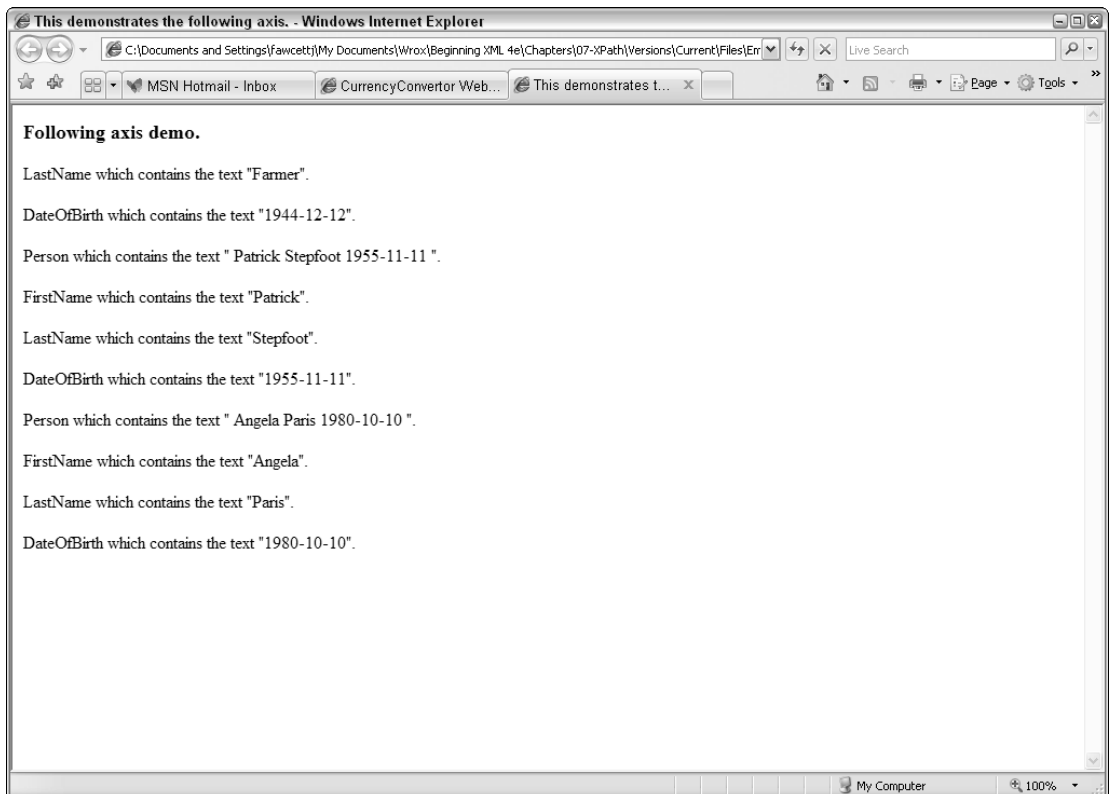 This demonstrates the following axis. - Windows Internet Explorer
C:\Documents and Settings\fawcettj\My Documents\Wrox\Beginning XML 4e\Chapters\07-XPath\Versions\Current\Files\Err
Live Search
MSN Hotmail - Inbox
CurrencyConvertor Web...
This demonstrates t...
Page
Tools
»
Following axis demo.
LastName which contains the text "Farmer".
DateOfBirth which contains the text "1944-12-12".
Person which contains the text " Patrick Stepfoot 1955-11-11 ".
FirstName which contains the text "Patrick".
LastName which contains the text "Stepfoot".
DateOfBirth which contains the text "1955-11-11".
Person which contains the text " Angela Paris 1980-10-10 ".
FirstName which contains the text "Angela".
LastName which contains the text "Paris".
DateOfBirth which contains the text "1980-10-10".
My Computer
100%